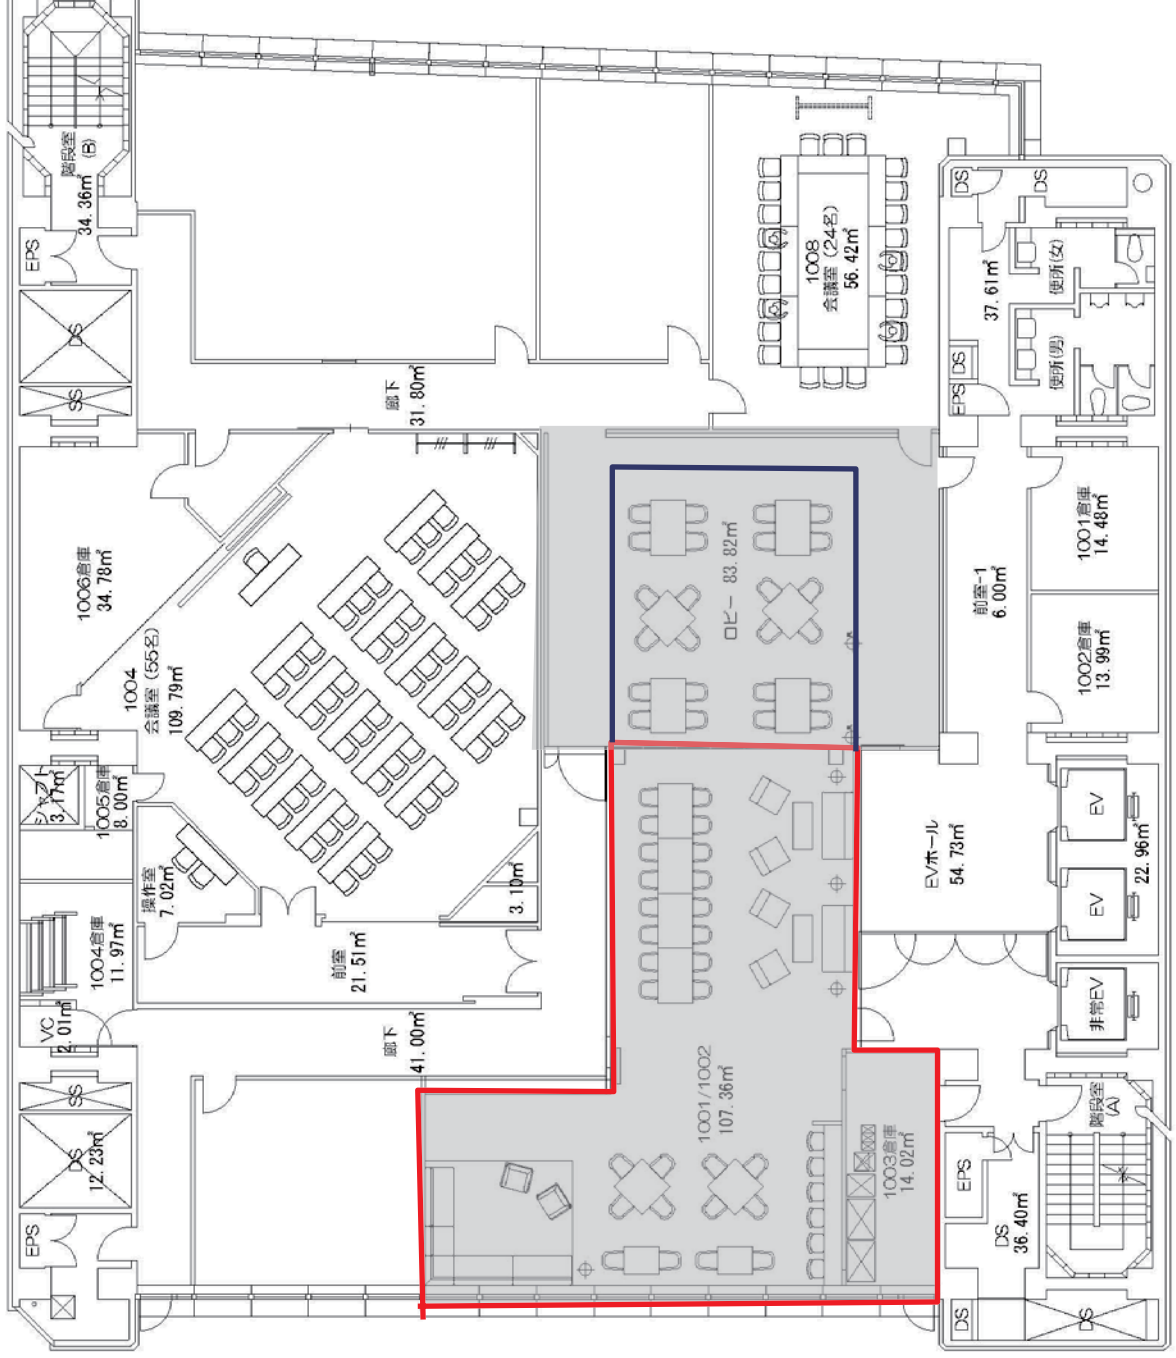 階段室
(B)
34.36㎡
EPS
DS
SS
廊下
31.80㎡
1008
会議室 (24名)
56.42㎡
DS
DS
37.61㎡
便所(女)
便所(男)
DS
EPS
1006倉庫
34.78㎡
1004
会議室 (55名)
109.79㎡
ロビー 83.82㎡
前室-1
6.00㎡
1001倉庫
14.48㎡
1002倉庫
13.99㎡
シャフト
3.17㎡
1005倉庫
8.00㎡
操作室
7.02㎡
3.10㎡
EVホール
54.73㎡
EV
EV
22.96㎡
非常EV
1004倉庫
11.97㎡
前室
21.51㎡
VC
2.01㎡
廊下
41.00㎡
SS
DS
12.23㎡
EPS
1001/1002
107.36㎡
1003倉庫
14.02㎡
階段室
(A)
EPS
DS
36.40㎡
DS
DS